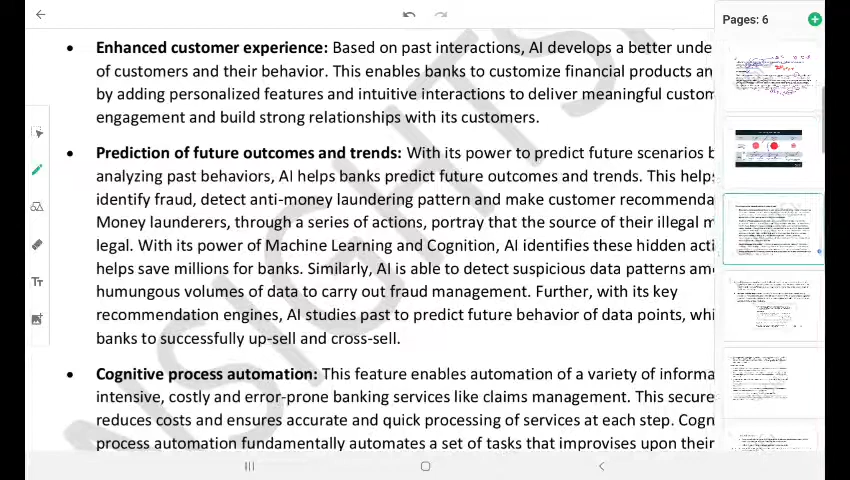 Pages: 6
Enhanced customer experience: Based on past interactions, AI develops a better unde
of customers and their behavior. This enables banks to customize financial products an
by adding personalized features and intuitive interactions to deliver meaningful custom
engagement and build strong relationships with its customers.
Prediction of future outcomes and trends: With its power to predict future scenarios b
analyzing past behaviors, AI helps banks predict future outcomes and trends. This helps
identify fraud, detect anti-money laundering pattern and make customer recommenda
Money launderers, through a series of actions, portray that the source of their illegal m
legal. With its power of Machine Learning and Cognition, AI identifies these hidden acti
helps save millions for banks. Similarly, AI is able to detect suspicious data patterns am
humungous volumes of data to carry out fraud management. Further, with its key
recommendation engines, AI studies past to predict future behavior of data points, whi
banks to successfully up-sell and cross-sell.
Cognitive process automation: This feature enables automation of a variety of informa
intensive, costly and error-prone banking services like claims management. This secure
reduces costs and ensures accurate and quick processing of services at each step. Cogn
process automation fundamentally automates a set of tasks that improvises upon their
NSIGHTS
Tт